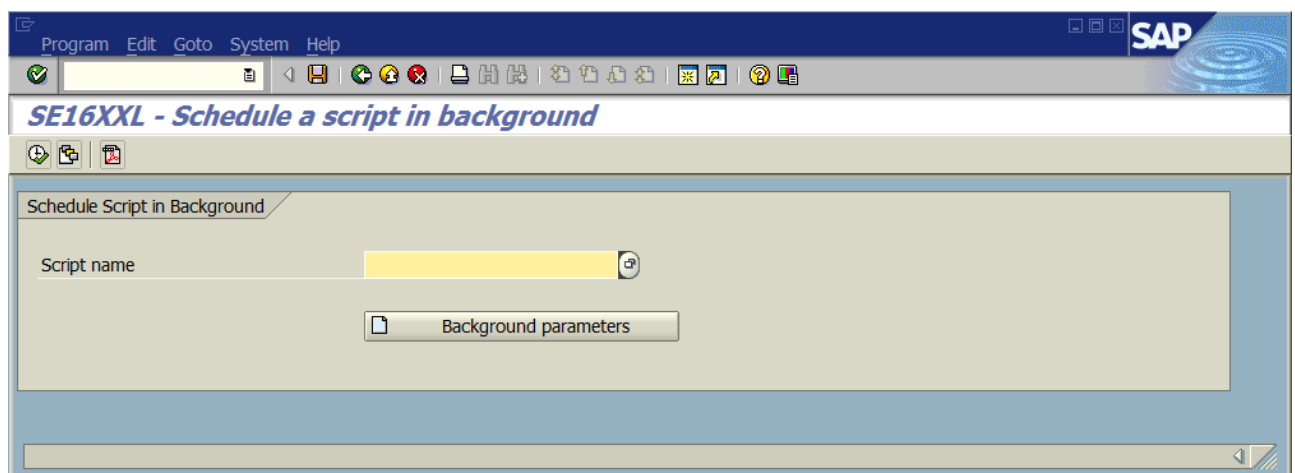 Program Edit Goto System Help
SAP
SE16XXL - Schedule a script in background
Schedule Script in Background
Script name
Background parameters